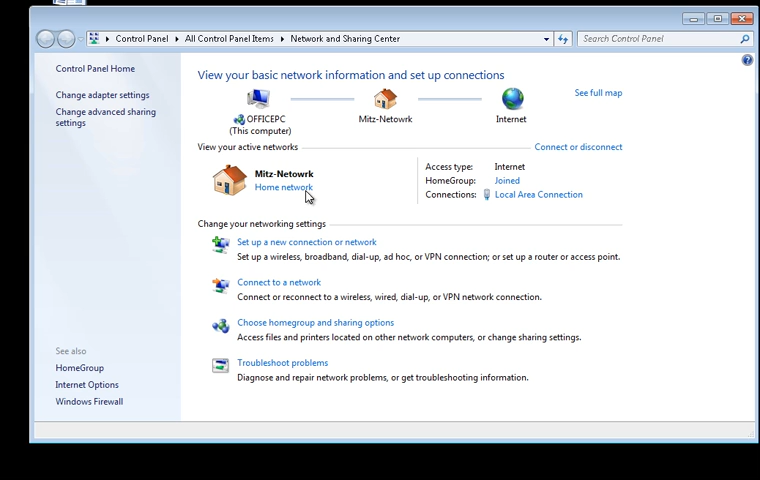 Control Panel ▸ All Control Panel Items ▸ Network and Sharing Center
Search Control Panel
Control Panel Home
Change adapter settings
Change advanced sharing
settings
See also
HomeGroup
Internet Options
Windows Firewall
View your basic network information and set up connections
See full map
OFFICEPC
(This computer)
Mitz-Netowrk
Internet
View your active networks
Connect or disconnect
Mitz-Netowrk
Home network
Access type: Internet
HomeGroup: Joined
Connections: Local Area Connection
Change your networking settings
Set up a new connection or network
Set up a wireless, broadband, dial-up, ad hoc, or VPN connection; or set up a router or access point.
Connect to a network
Connect or reconnect to a wireless, wired, dial-up, or VPN network connection.
Choose homegroup and sharing options
Access files and printers located on other network computers, or change sharing settings.
Troubleshoot problems
Diagnose and repair network problems, or get troubleshooting information.